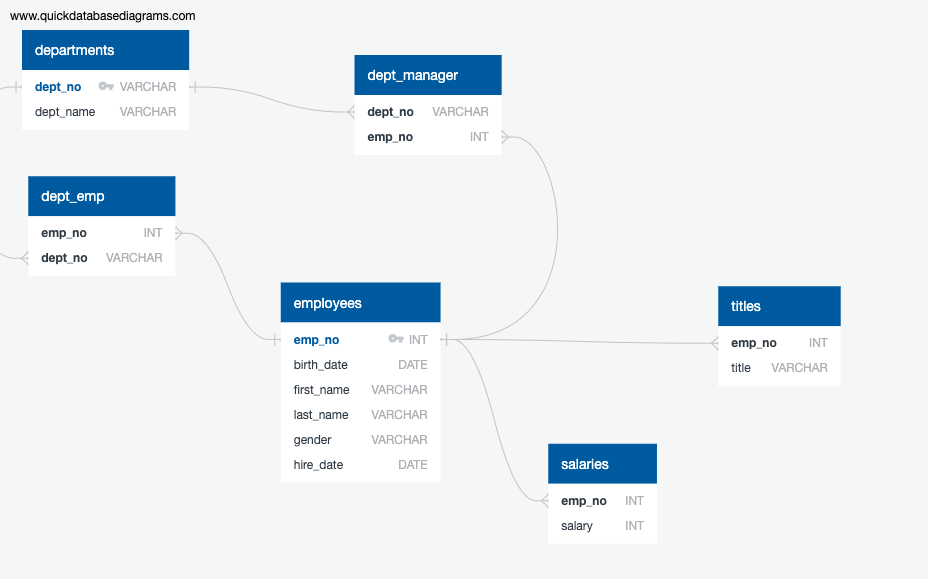 www.quickdatabasediagrams.com
departments
dept_no VARCHAR
dept_name VARCHAR
dept_manager
dept_no VARCHAR
emp_no INT
dept_emp
emp_no INT
dept_no VARCHAR
employees
emp_no INT
birth_date DATE
first_name VARCHAR
last_name VARCHAR
gender VARCHAR
hire_date DATE
titles
emp_no INT
title VARCHAR
salaries
emp_no INT
salary INT